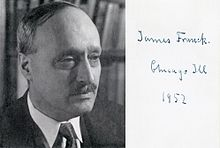 James Franck.
Chicago Ill
1952